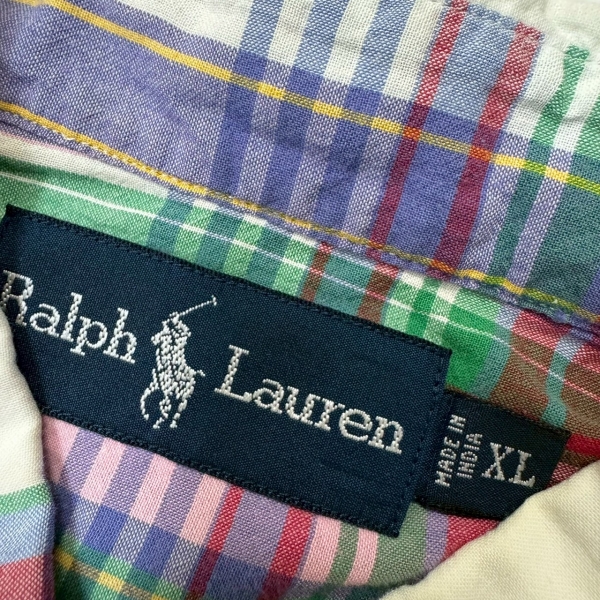 Ralph Lauren
MADE IN
INDIA
XL